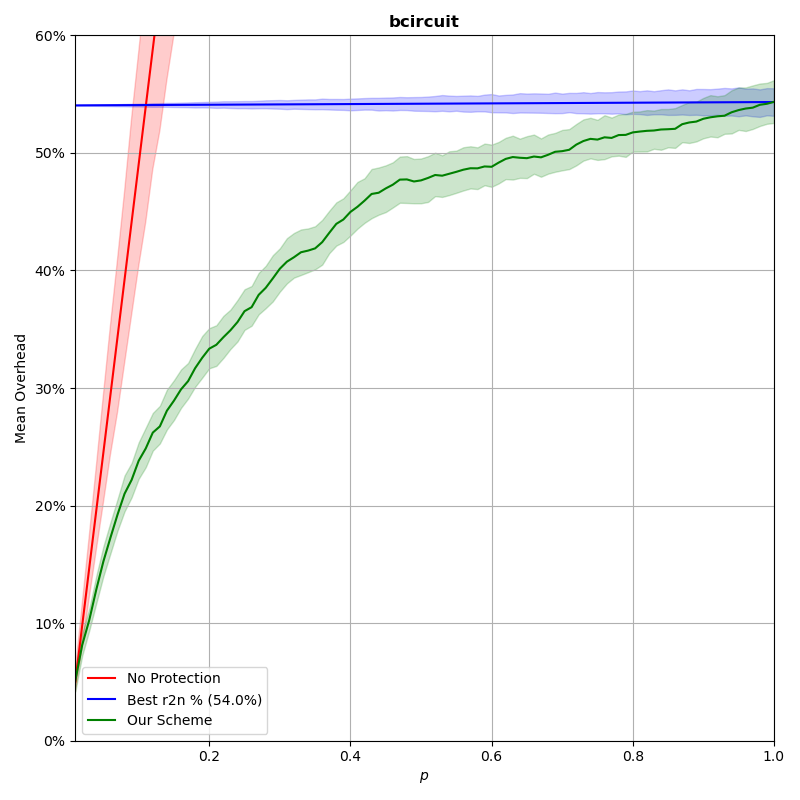 bcircuit
60%
50%
40%
30%
20%
10%
0%
Mean Overhead
No Protection
Best r2n % (54.0%)
Our Scheme
0.2 0.4 0.6 0.8 1.0
p